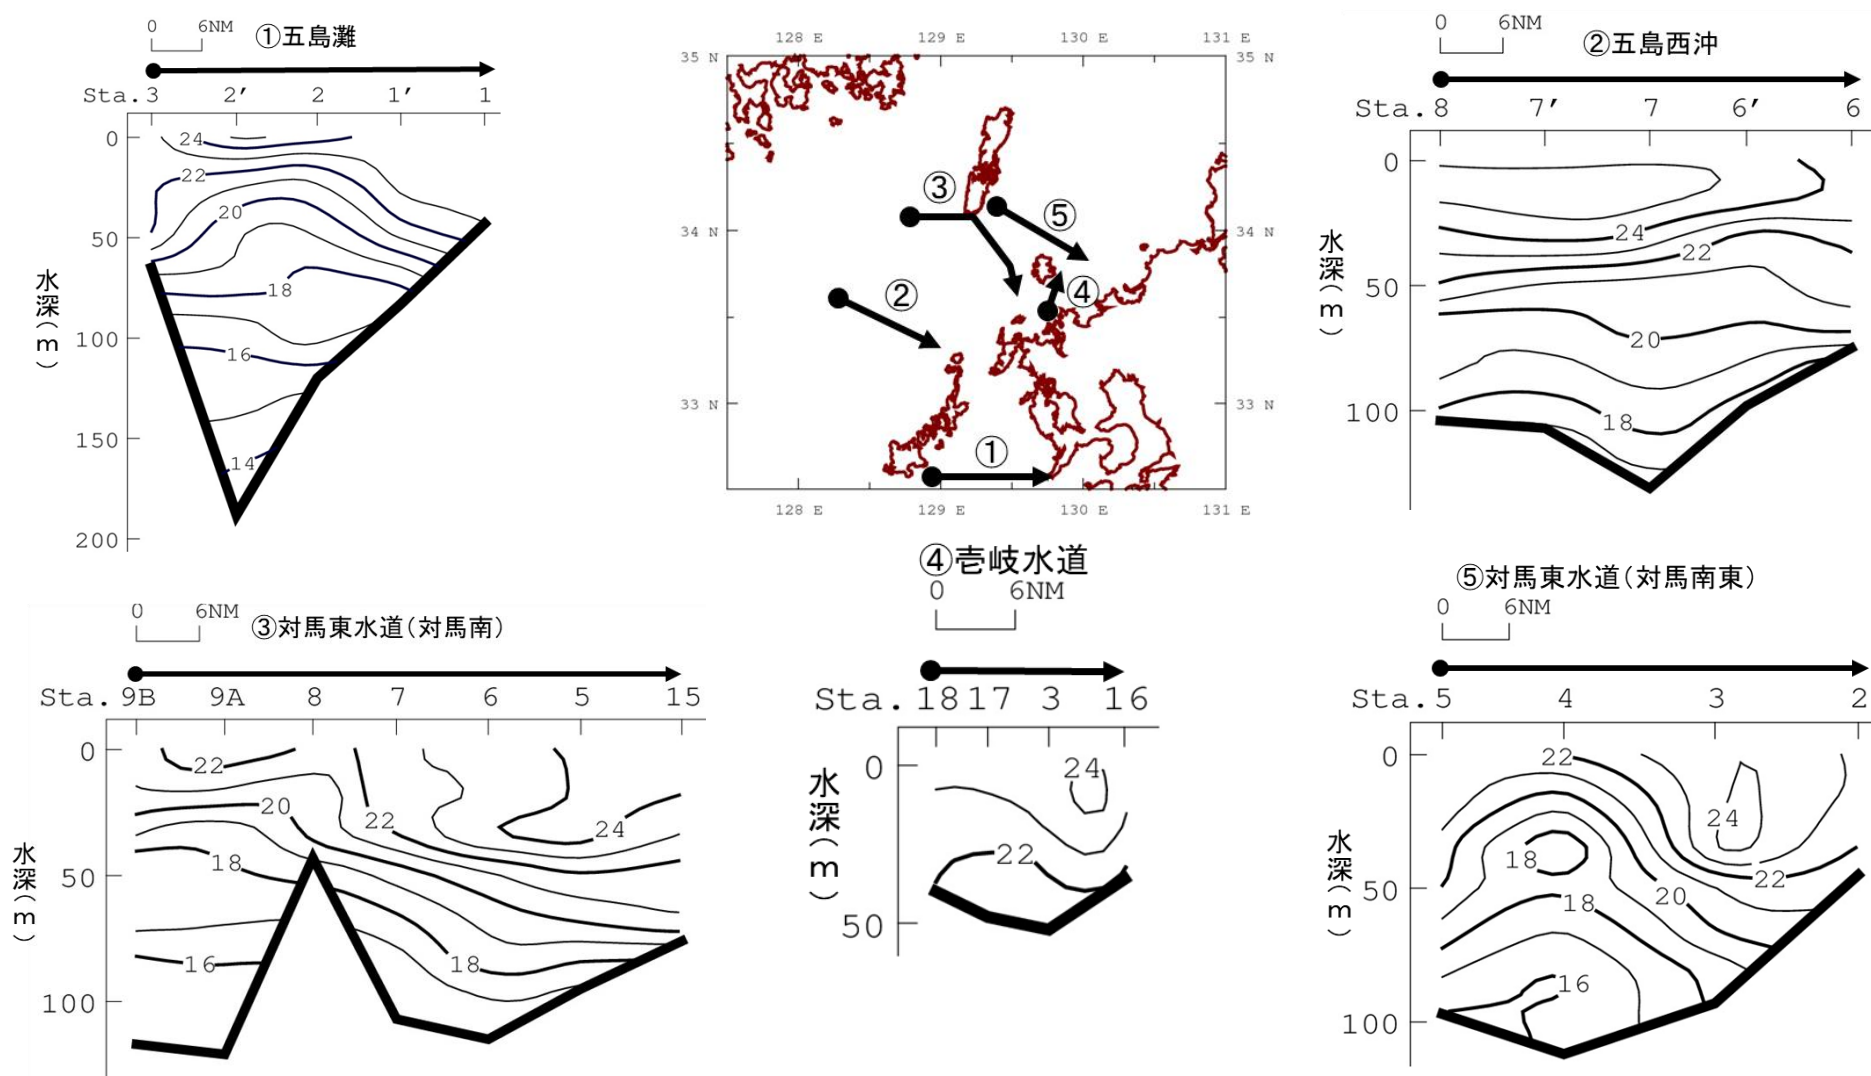 0 6NM
①五島灘
Sta.3 2′ 2 1′ 1
0
50
100
150
200
水深(m)
24
22
20
18
16
14
128 E 129 E 130 E 131 E
35 N 35 N
34 N 34 N
33 N 33 N
128 E 129 E 130 E 131 E
③
⑤
②
④
①
0 6NM
②五島西沖
Sta.8 7′ 7 6′ 6
0
50
100
水深(m)
24
22
20
18
0 6NM
③対馬東水道(対馬南)
Sta.9B 9A 8 7 6 5 15
0
50
100
水深(m)
22
20
22
24
18
18
16
④壱岐水道
0 6NM
Sta.18 17 3 16
0
50
水深(m)
24
22
⑤対馬東水道(対馬南東)
0 6NM
Sta.5 4 3 2
0
50
100
水深(m)
22
24
18
22
20
18
16